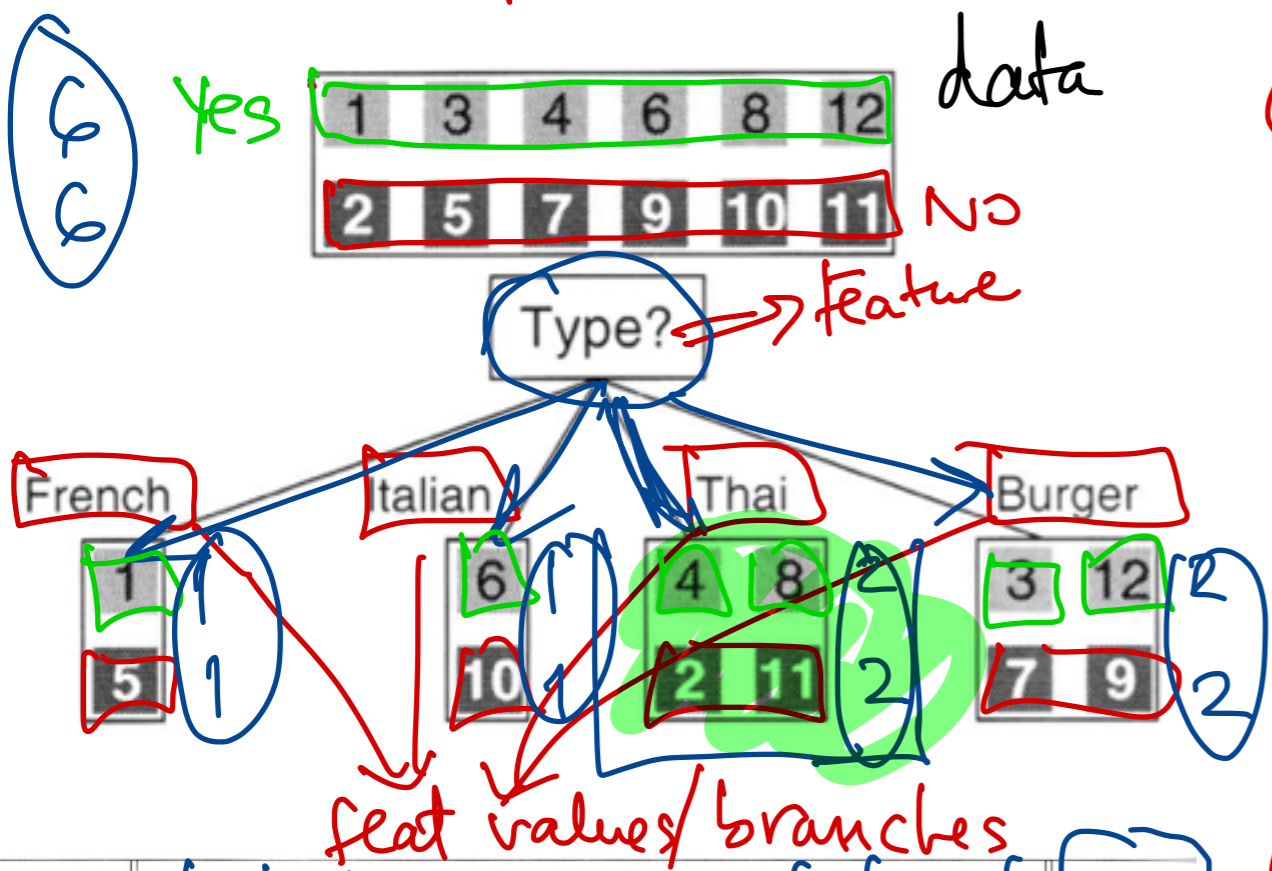 data
6
Yes 1 3 4 6 8 12
6
2 5 7 9 10 11 NO
Type? Feature
French Italian Thai Burger
1 1 6 1 4 8 2 3 12 2
5 1 10 1 2 11 2 7 9 2
feat values/branches